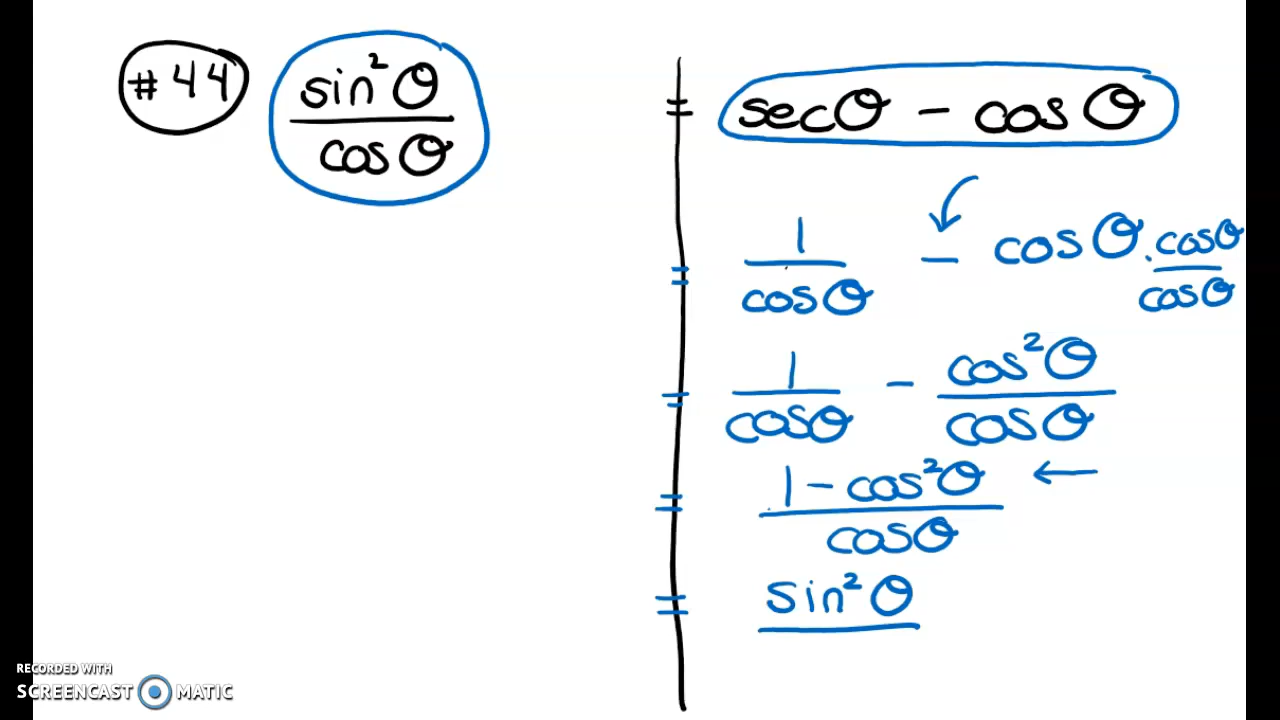 #44 sin²θ / cosθ = secθ - cosθ
= 1 / cosθ - cosθ · cosθ / cosθ
= 1 / cosθ - cos²θ / cosθ
= 1 - cos²θ / cosθ ←
= sin²θ
RECORDED WITH
SCREENCAST MATIC